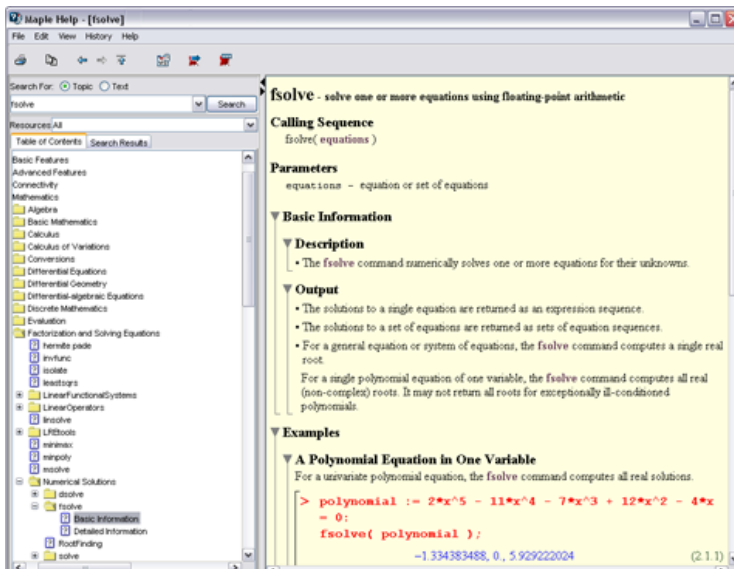 Maple Help - [fsolve]
File Edit View History Help
Search For: Topic Text
fsolve Search
Resources All
Table of Contents Search Results
Basic Features
Advanced Features
Connectivity
Mathematics
Algebra
Basic Mathematics
Calculus
Calculus of Variations
Conversions
Differential Equations
Differential Geometry
Differential-algebraic Equations
Discrete Mathematics
Evaluation
Factorization and Solving Equations
hermite pade
invfunc
isolate
leastsqrs
LinearFunctionalSystems
LinearOperators
linsolve
LREtools
minimax
minpoly
msolve
Numerical Solutions
dsolve
fsolve
Basic Information
Detailed Information
RootFinding
solve
fsolve - solve one or more equations using floating-point arithmetic
Calling Sequence
fsolve( equations )
Parameters
equations - equation or set of equations
Basic Information
Description
• The fsolve command numerically solves one or more equations for their unknowns.
Output
• The solutions to a single equation are returned as an expression sequence.
• The solutions to a set of equations are returned as sets of equation sequences.
• For a general equation or system of equations, the fsolve command computes a single real
root.
For a single polynomial equation of one variable, the fsolve command computes all real
(non-complex) roots. It may not return all roots for exceptionally ill-conditioned
polynomials.
Examples
A Polynomial Equation in One Variable
For a univariate polynomial equation, the fsolve command computes all real solutions.
> polynomial := 2*x^5 - 11*x^4 - 7*x^3 + 12*x^2 - 4*x
= 0:
fsolve( polynomial );
-1.334383488, 0., 5.929222024 (2.1.1)